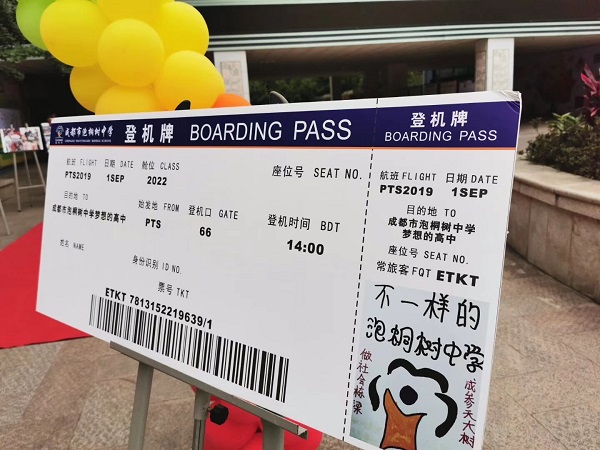 成都市泡桐树中学
登机牌 BOARDING PASS
航班 FLIGHT 日期 DATE 舱位 CLASS 座位号 SEAT NO.
PTS2019 1SEP 2022
目的地 TO 始发地 FROM 登机口 GATE 登机时间 BDT
成都市泡桐树中学梦想的高中 PTS 66 14:00
姓名 NAME 身份识别 ID NO.
票号 TKT
ETKT 7813152219639/1
登机牌
BOARDING PASS
航班 FLIGHT 日期 DATE
PTS2019 1SEP
目的地 TO
成都市泡桐树中学
梦想的高中
座位号 SEAT NO.
常旅客 FQT ETKT
不一样的
泡桐树中学
做社会栋梁
成参天大树